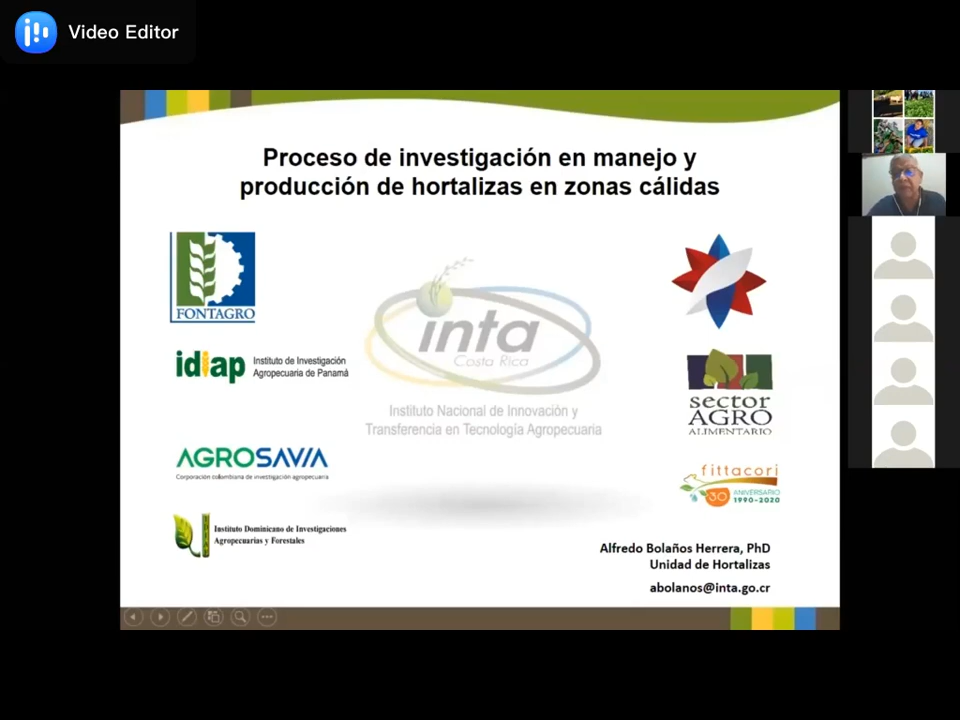 Video Editor
Proceso de investigación en manejo y
producción de hortalizas en zonas cálidas
FONTAGRO
inta
Costa Rica
Instituto Nacional de Innovación y
Transferencia en Tecnología Agropecuaria
idiap
Instituto de Investigación
Agropecuaria de Panamá
sector
AGRO
ALIMENTARIO
AGROSAVIA
Corporación colombiana de investigación agropecuaria
fittacori
30 ANIVERSARIO
1990-2020
Instituto Dominicano de Investigaciones
Agropecuarias y Forestales
Alfredo Bolaños Herrera, PhD
Unidad de Hortalizas
abolanos@inta.go.cr